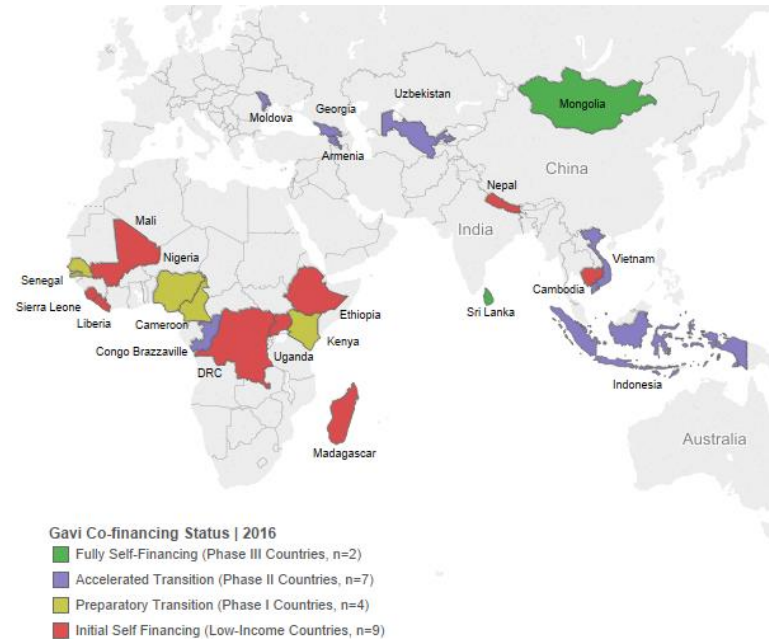 Uzbekistan
Georgia
Moldova
Mongolia
Armenia
China
Nepal
Mali
India
Nigeria
Senegal
Vietnam
Sierra Leone
Cambodia
Liberia
Sri Lanka
Cameroon
Ethiopia
Kenya
Congo Brazzaville
Uganda
DRC
Indonesia
Australia
Madagascar
Gavi Co-financing Status | 2016
Fully Self-Financing (Phase III Countries, n=2)
Accelerated Transition (Phase II Countries, n=7)
Preparatory Transition (Phase I Countries, n=4)
Initial Self Financing (Low-Income Countries, n=9)